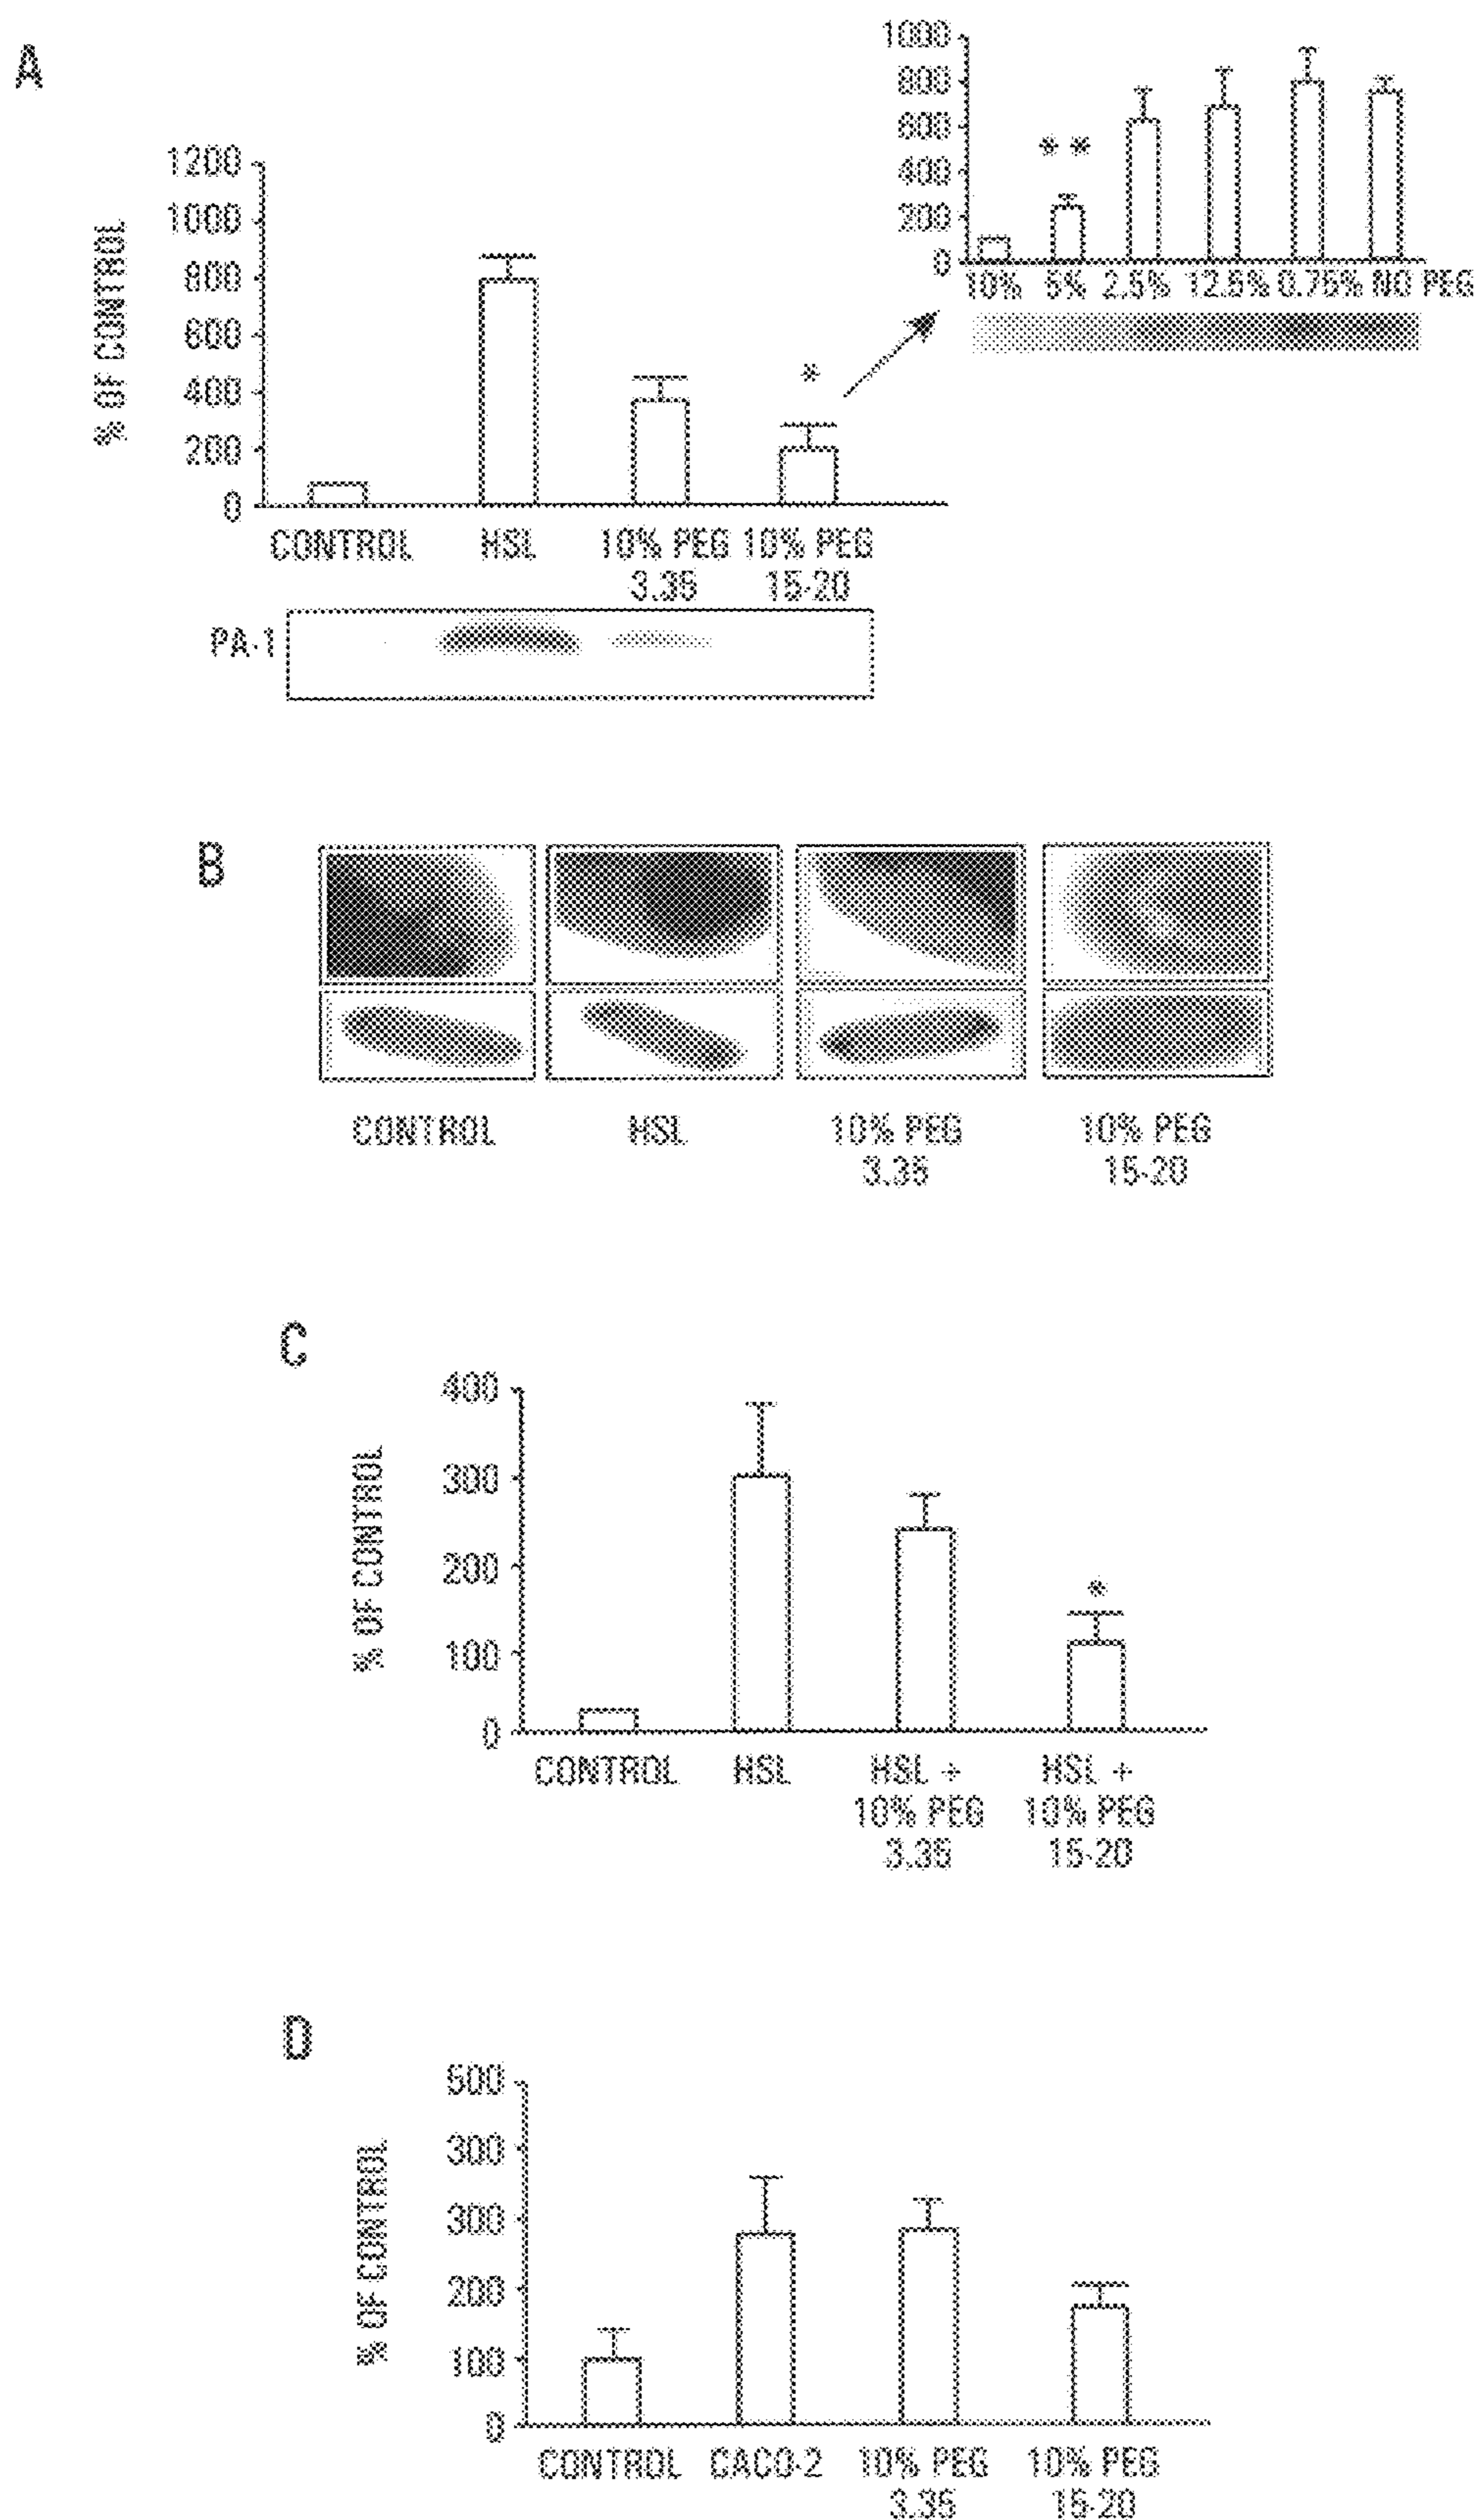 A
1200
1000
800
600
400
200
0
% OF CONTROL
*
CONTROL HSL 10% PEG 10% PEG
3.35 15-20
1000
800
600
400
200
0
**
10% 5% 2.5% 12.5% 0.75% NO PEG
PA-1
B
CONTROL HSL 10% PEG 10% PEG
3.35 15-20
C
400
300
200
100
0
% OF CONTROL
*
CONTROL HSL HSL + HSL +
10% PEG 10% PEG
3.35 15-20
D
500
300
300
200
100
0
% OF CONTROL
CONTROL CACO-2 10% PEG 10% PEG
3.35 15-20